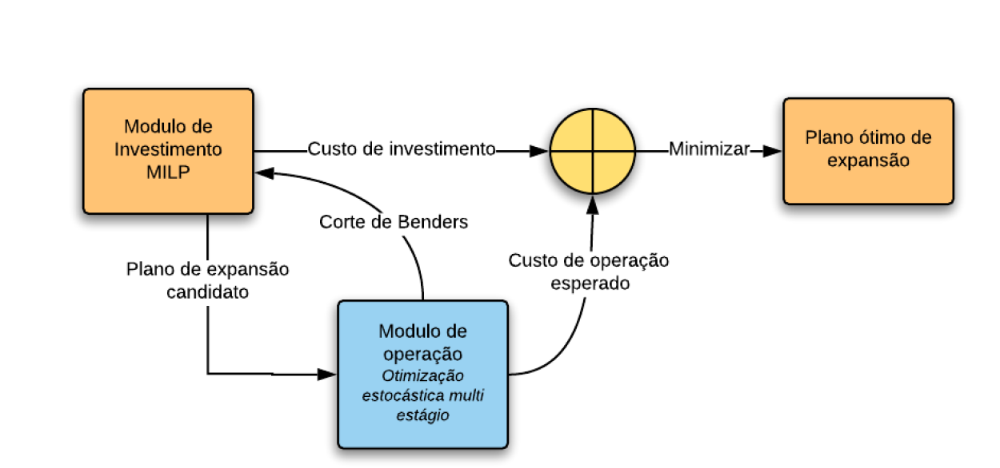 Modulo de
Investimento
MILP
Custo de investimento
Minimizar
Plano ótimo de
expansão
Corte de Benders
Plano de expansão
candidato
Custo de operação
esperado
Modulo de
operação
Otimização
estocástica multi
estágio